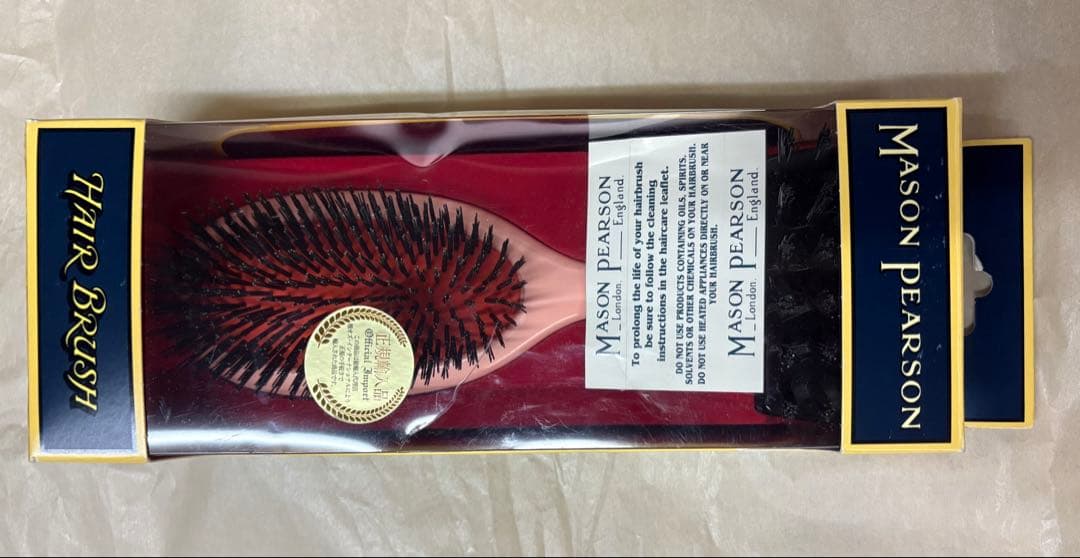 HAIR BRUSH
正規輸入品
Official Import
MASON PEARSON
London. England.
To prolong the life of your hairbrush
be sure to follow the cleaning
instructions in the haircare leaflet.
DO NOT USE PRODUCTS CONTAINING OILS, SPIRITS,
SOLVENTS OR OTHER CHEMICALS ON YOUR HAIRBRUSH.
DO NOT USE HEATED APPLIANCES DIRECTLY ON OR NEAR
YOUR HAIRBRUSH.
MASON PEARSON
London. England.
MASON PEARSON